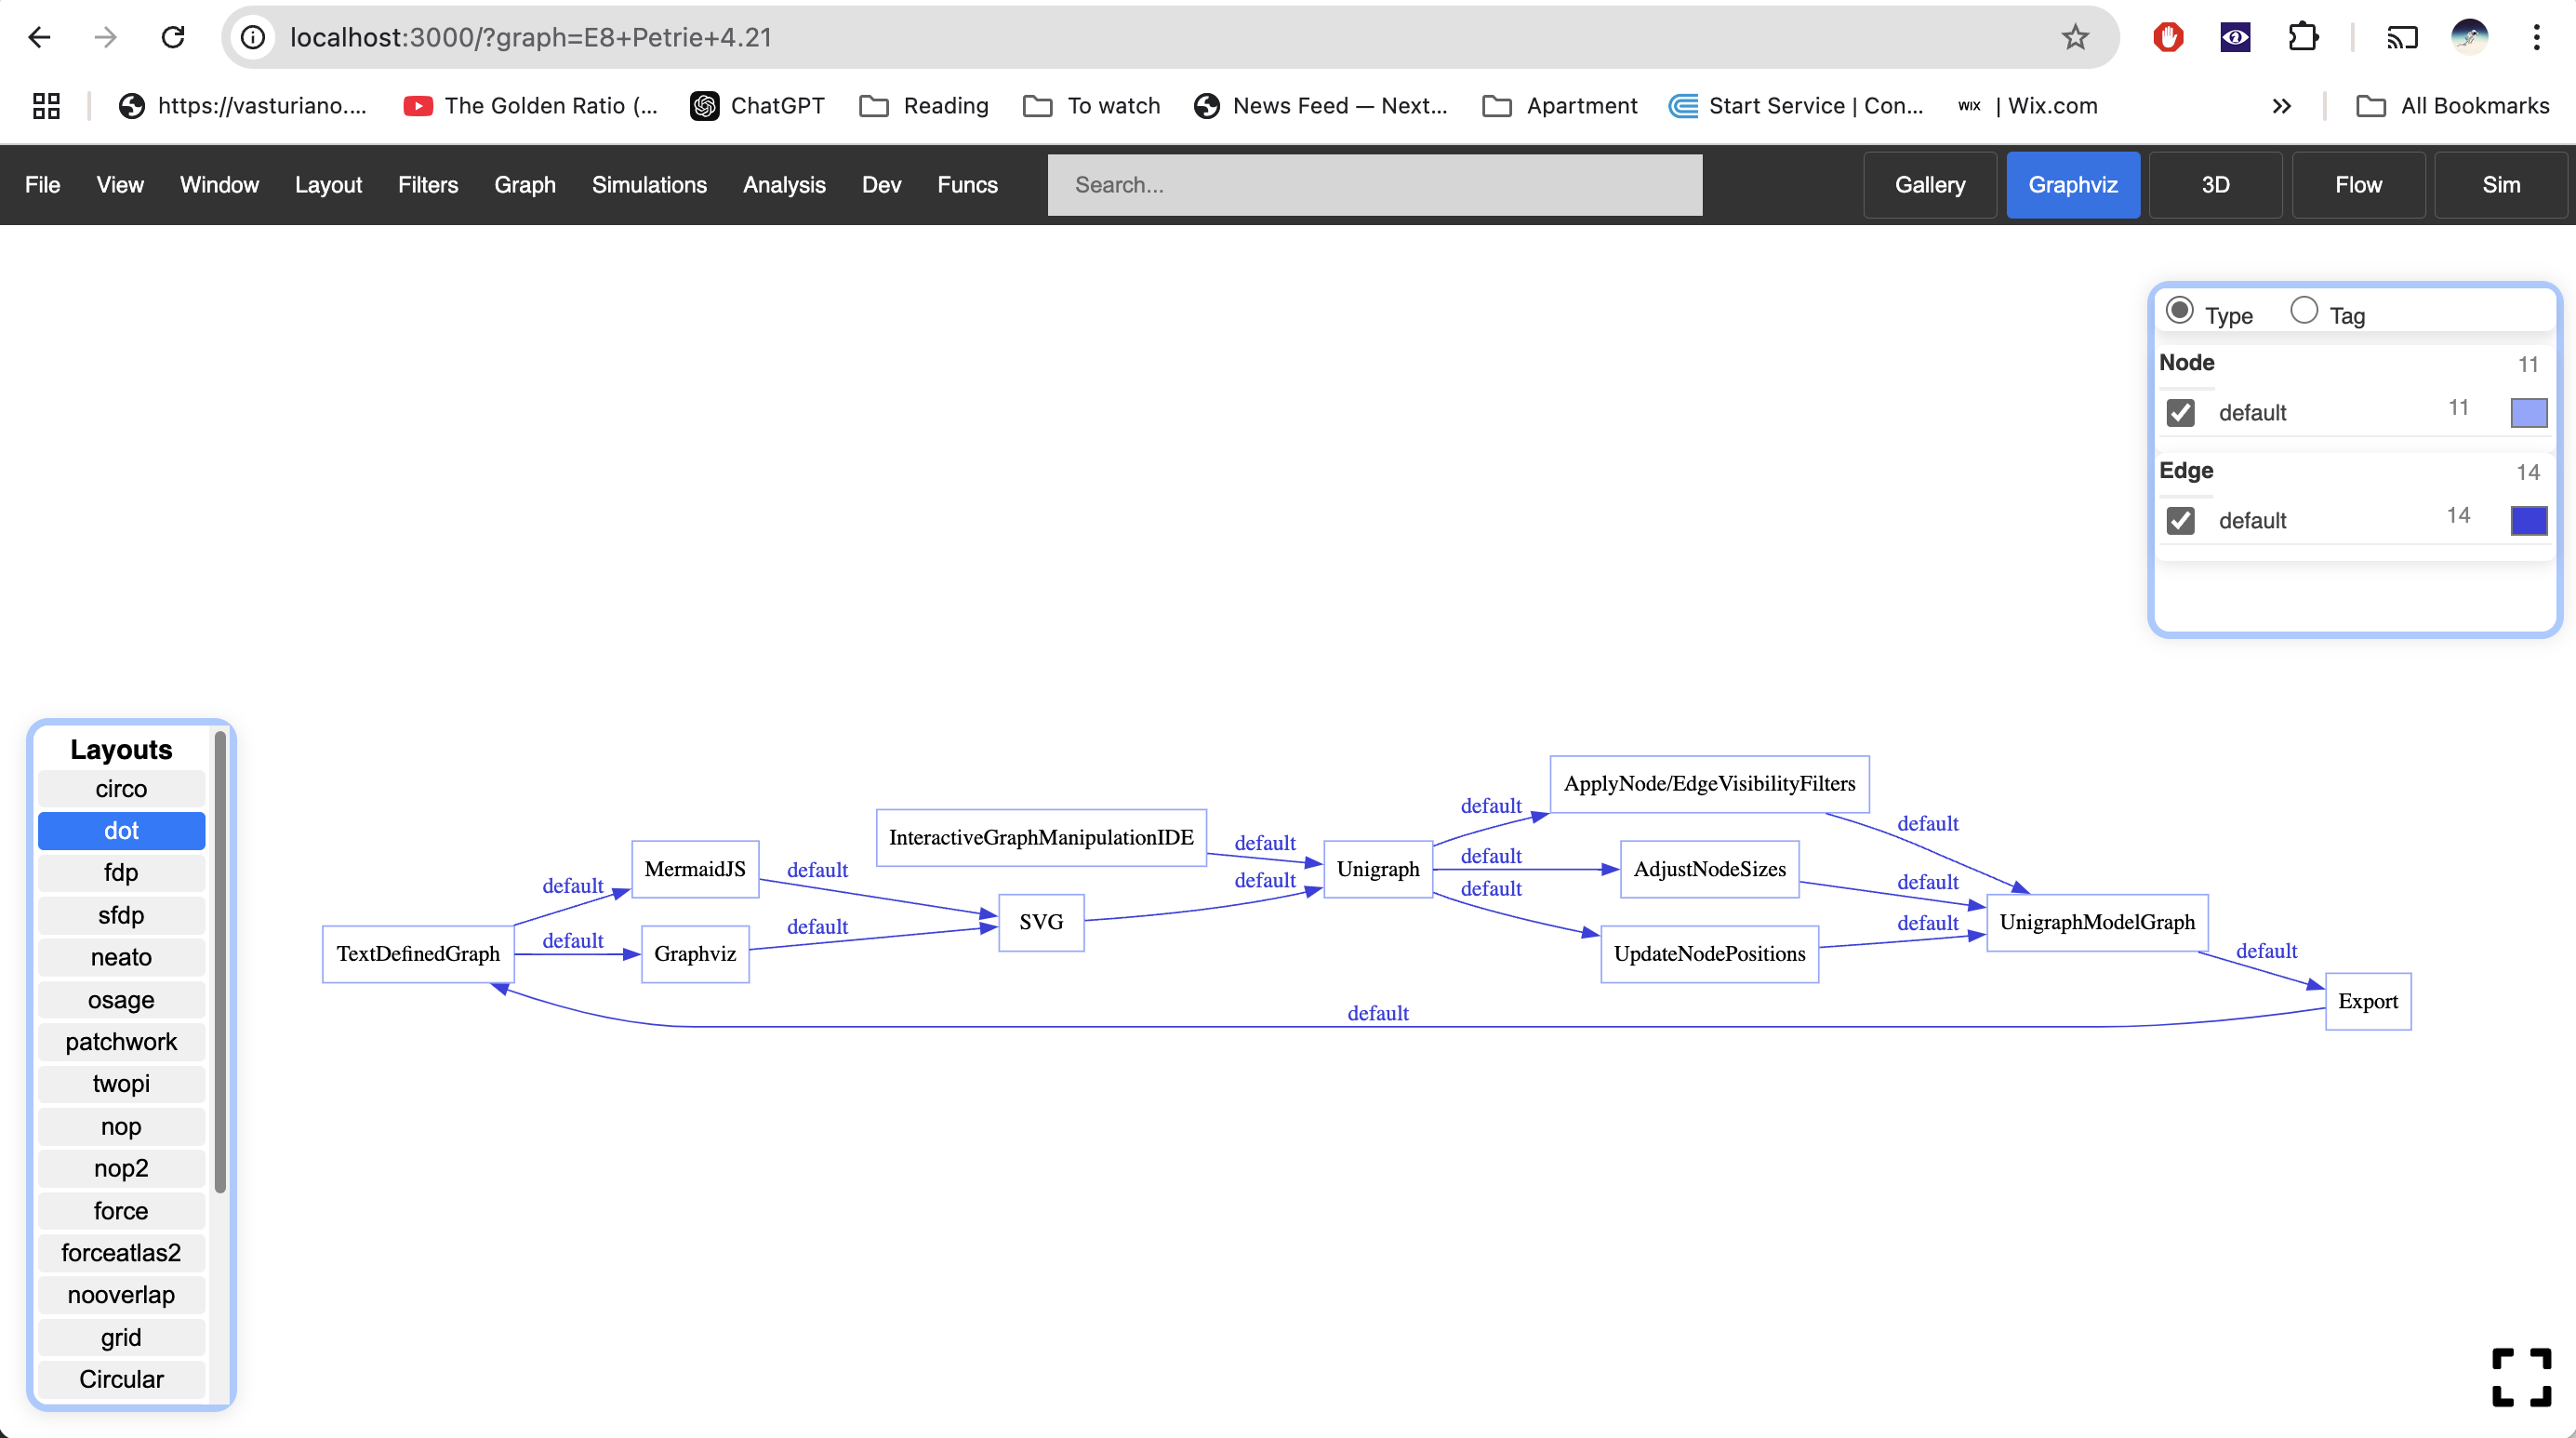 localhost:3000/?graph=E8+Petrie+4.21
https://vasturiano.... The Golden Ratio (... ChatGPT Reading To watch News Feed — Next... Apartment Start Service | Con... WIX | Wix.com » All Bookmarks
File View Window Layout Filters Graph Simulations Analysis Dev Funcs Search... Gallery Graphviz 3D Flow Sim
Type Tag
Node 11
default 11
Edge 14
default 14
Layouts
circo
dot
fdp
sfdp
neato
osage
patchwork
twopi
nop
nop2
force
forceatlas2
nooverlap
grid
Circular
TextDefinedGraph
default
default
MermaidJS
Graphviz
default
default
InteractiveGraphManipulationIDE
SVG
default
default
Unigraph
default
default
default
ApplyNode/EdgeVisibilityFilters
AdjustNodeSizes
UpdateNodePositions
default
default
default
UnigraphModelGraph
default
Export
default